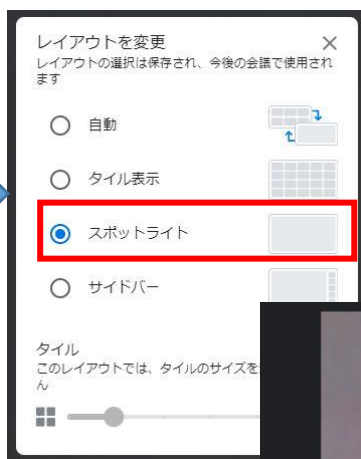 レイアウトを変更
レイアウトの選択は保存され、今後の会議で使用され
ます
自動
タイル表示
スポットライト
サイドバー
タイル
このレイアウトでは、タイルのサイズを
ん